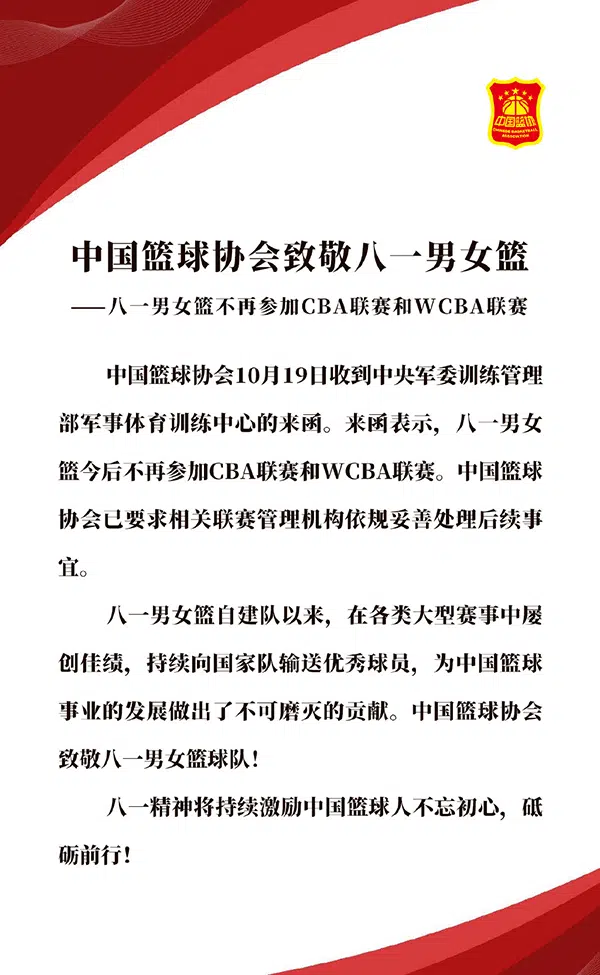 中国篮协
CHINESE BASKETBALL
ASSOCIATION
中国篮球协会致敬八一男女篮
——八一男女篮不再参加CBA联赛和WCBA联赛
中国篮球协会10月19日收到中央军委训练管理
部军事体育训练中心的来函。来函表示，八一男女
篮今后不再参加CBA联赛和WCBA联赛。中国篮球
协会已要求相关联赛管理机构依规妥善处理后续事
宜。
八一男女篮自建队以来，在各类大型赛事中屡
创佳绩，持续向国家队输送优秀球员，为中国篮球
事业的发展做出了不可磨灭的贡献。中国篮球协会
致敬八一男女篮球队！
八一精神将持续激励中国篮球人不忘初心，砥
砺前行！